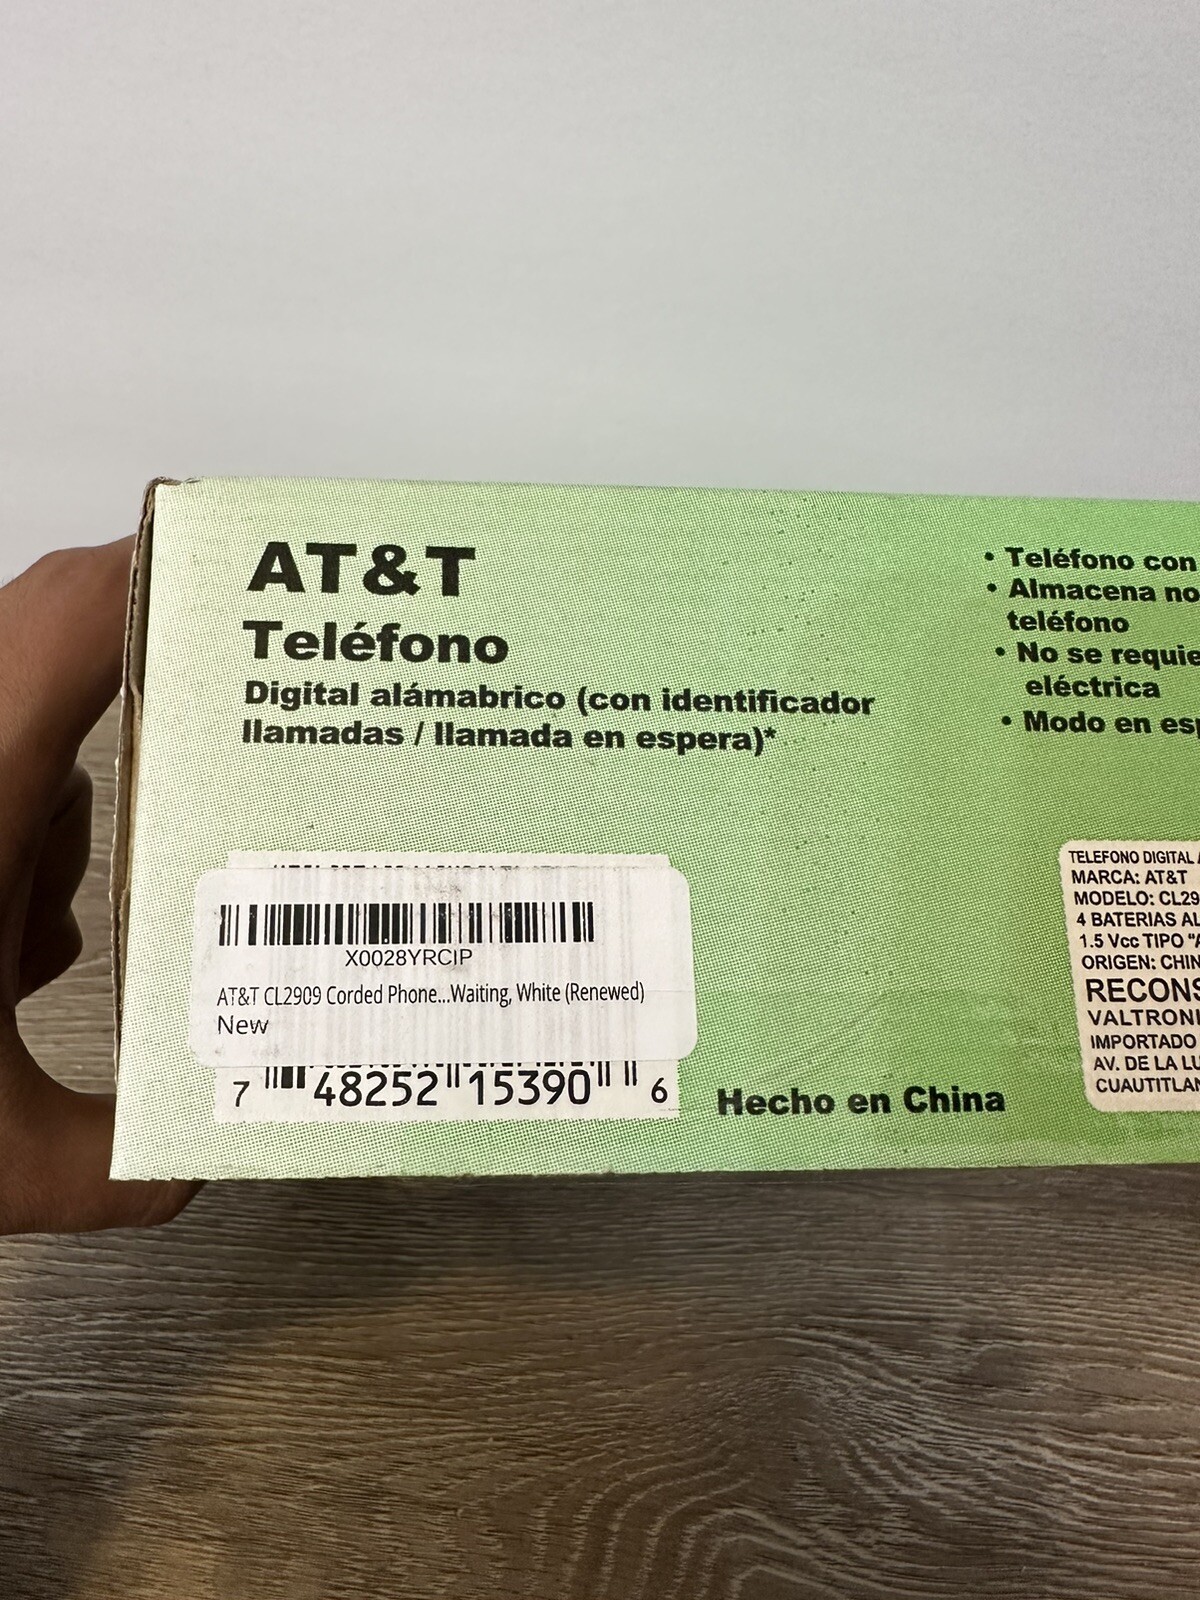 AT&T
Teléfono
Digital alámabrico (con identificador
llamadas / llamada en espera)*
• Teléfono con
• Almacena no
teléfono
• No se requie
eléctrica
• Modo en esp
X0028YRCIP
AT&T CL2909 Corded Phone...Waiting, White (Renewed)
New
7 48252 15390 6
Hecho en China
TELEFONO DIGITAL
MARCA: AT&T
MODELO: CL29
4 BATERIAS AL
1.5 Vcc TIPO "A
ORIGEN: CHIN
RECONS
VALTRONI
IMPORTADO
AV. DE LA LU
CUAUTITLAN